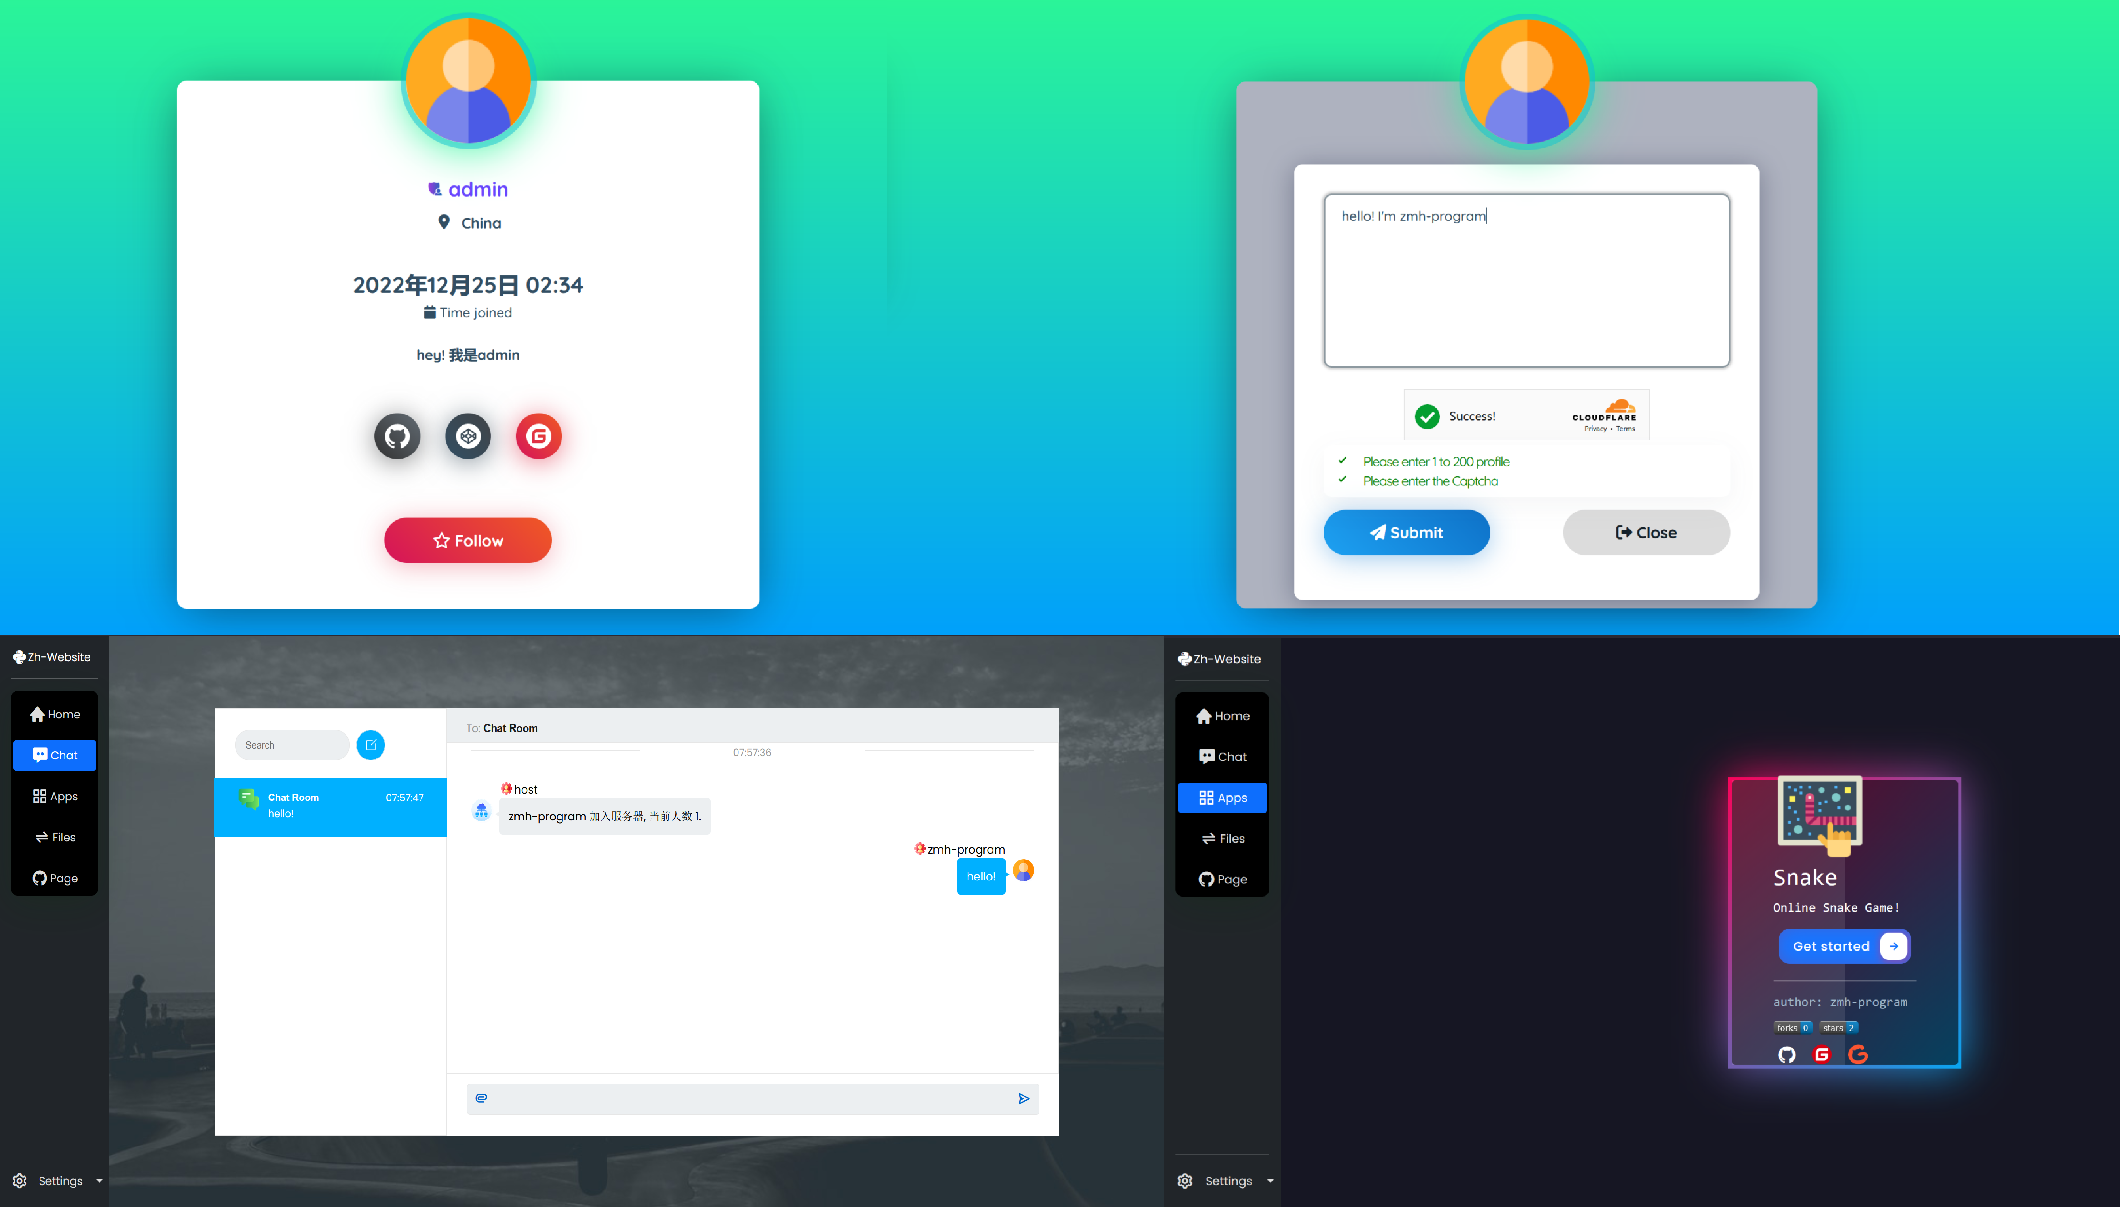 admin
China
2022年12月25日 02:34
Time joined
hey! 我是admin
Follow
hello! I'm zmh-program
Success!
CLOUDFLARE
Privacy • Terms
Please enter 1 to 200 profile
Please enter the Captcha
Submit
Close
Zh-Website
Home
Chat
Apps
Files
Page
Settings
Search
Chat Room
07:57:47
hello!
To: Chat Room
07:57:36
host
zmh-program 加入服务器, 当前人数 1.
zmh-program
hello!
Zh-Website
Home
Chat
Apps
Files
Page
Settings
Snake
Online Snake Game!
Get started
author: zmh-program
forks 0 stars 2